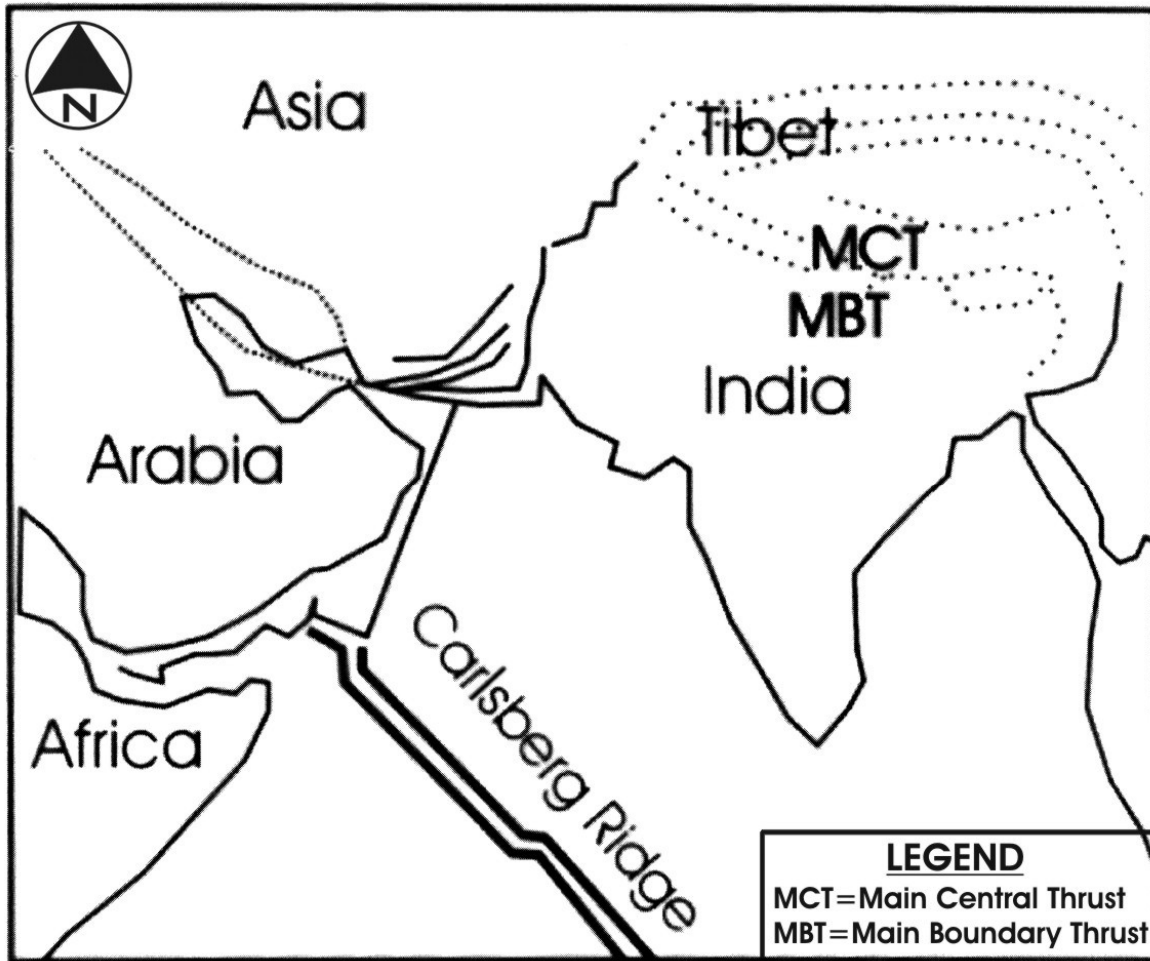 N
Asia
Tibet
MCT
MBT
India
Arabia
Carlsberg Ridge
Africa
LEGEND
MCT=Main Central Thrust
MBT=Main Boundary Thrust